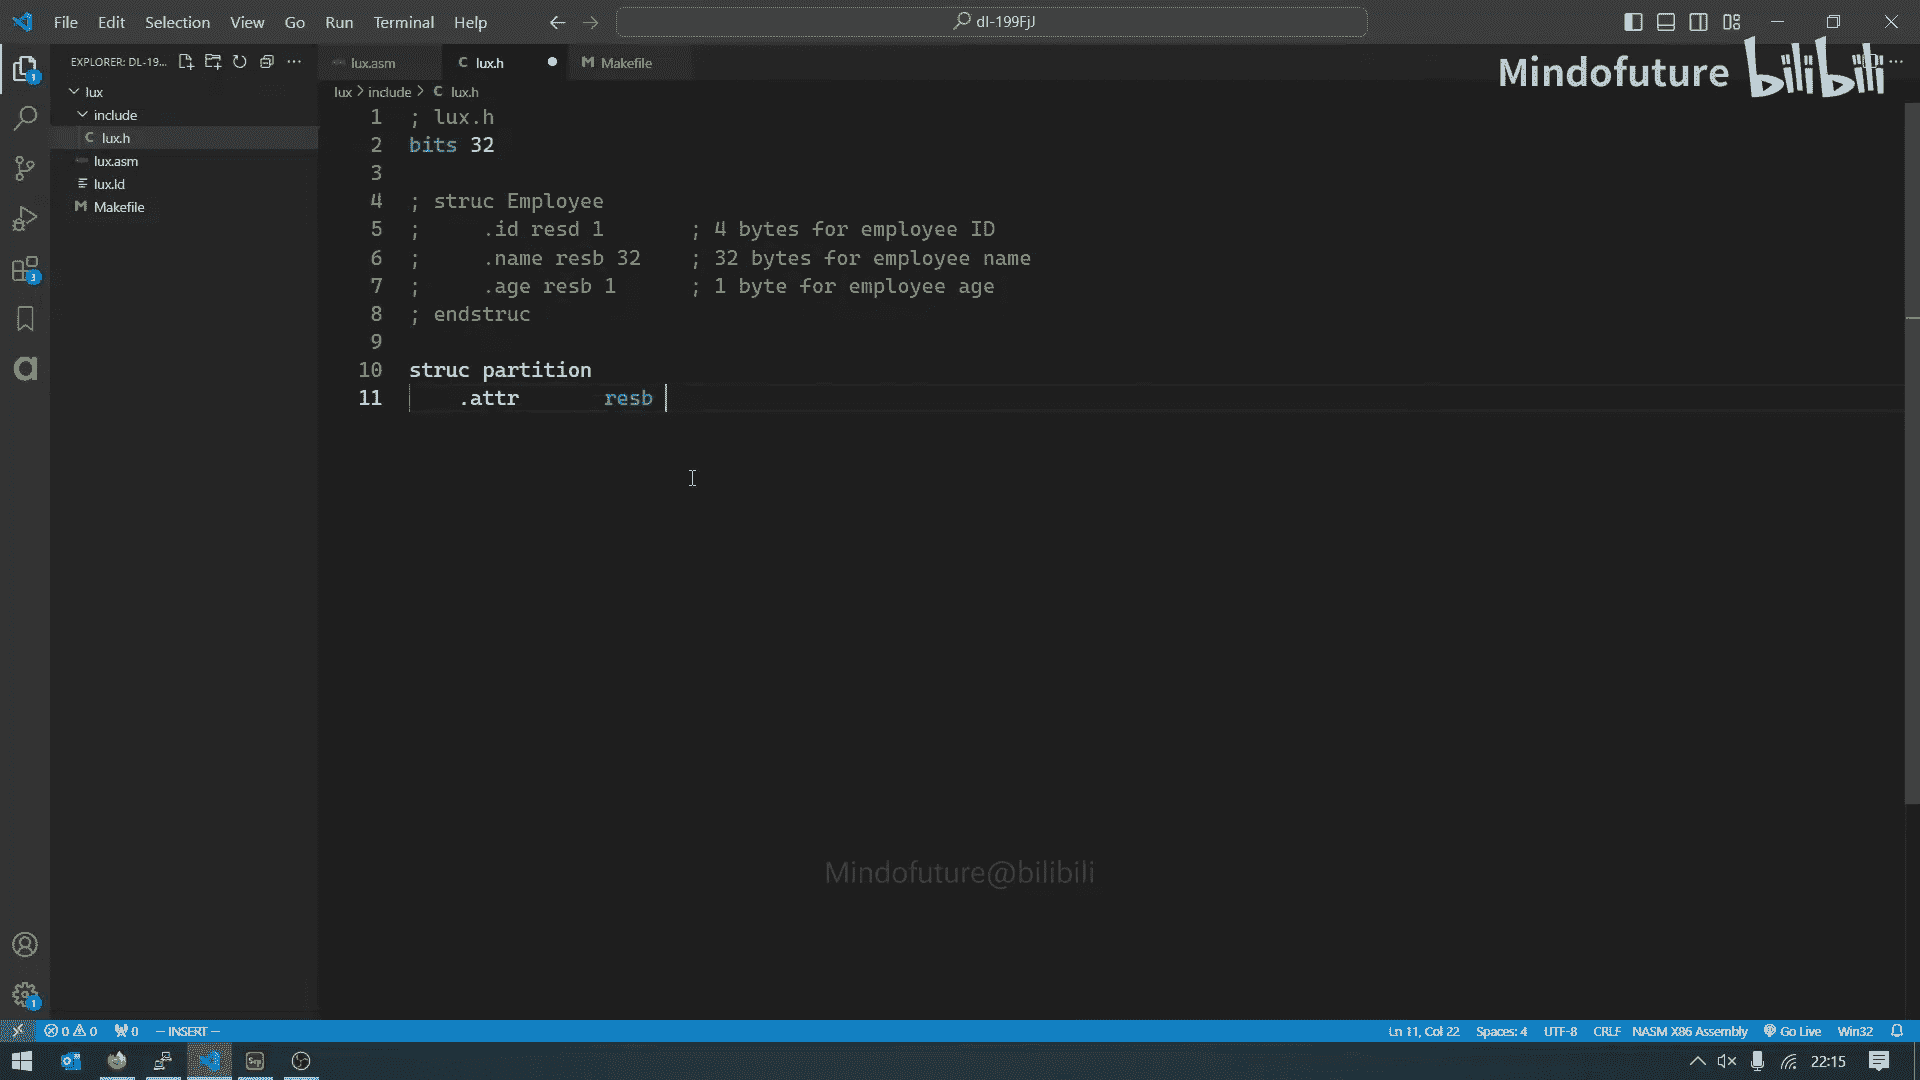 File Edit Selection View Go Run Terminal Help
dl-199FjJ
EXPLORER: DL-19...
lux.asm
C lux.h
M Makefile
Mindofuture bilibili
lux
lux > include > C lux.h
include
C lux.h
lux.asm
lux.ld
M Makefile
1 ; lux.h
2 bits 32
3
4 ; struc Employee
5 ; .id resd 1 ; 4 bytes for employee ID
6 ; .name resb 32 ; 32 bytes for employee name
7 ; .age resb 1 ; 1 byte for employee age
8 ; endstruc
9
10 struc partition
11 .attr resb
Mindofuture@bilibili
0 0 0 -- INSERT --
Ln 11, Col 22 Spaces: 4 UTF-8 CRLF NASM X86 Assembly Go Live Win32
22:15